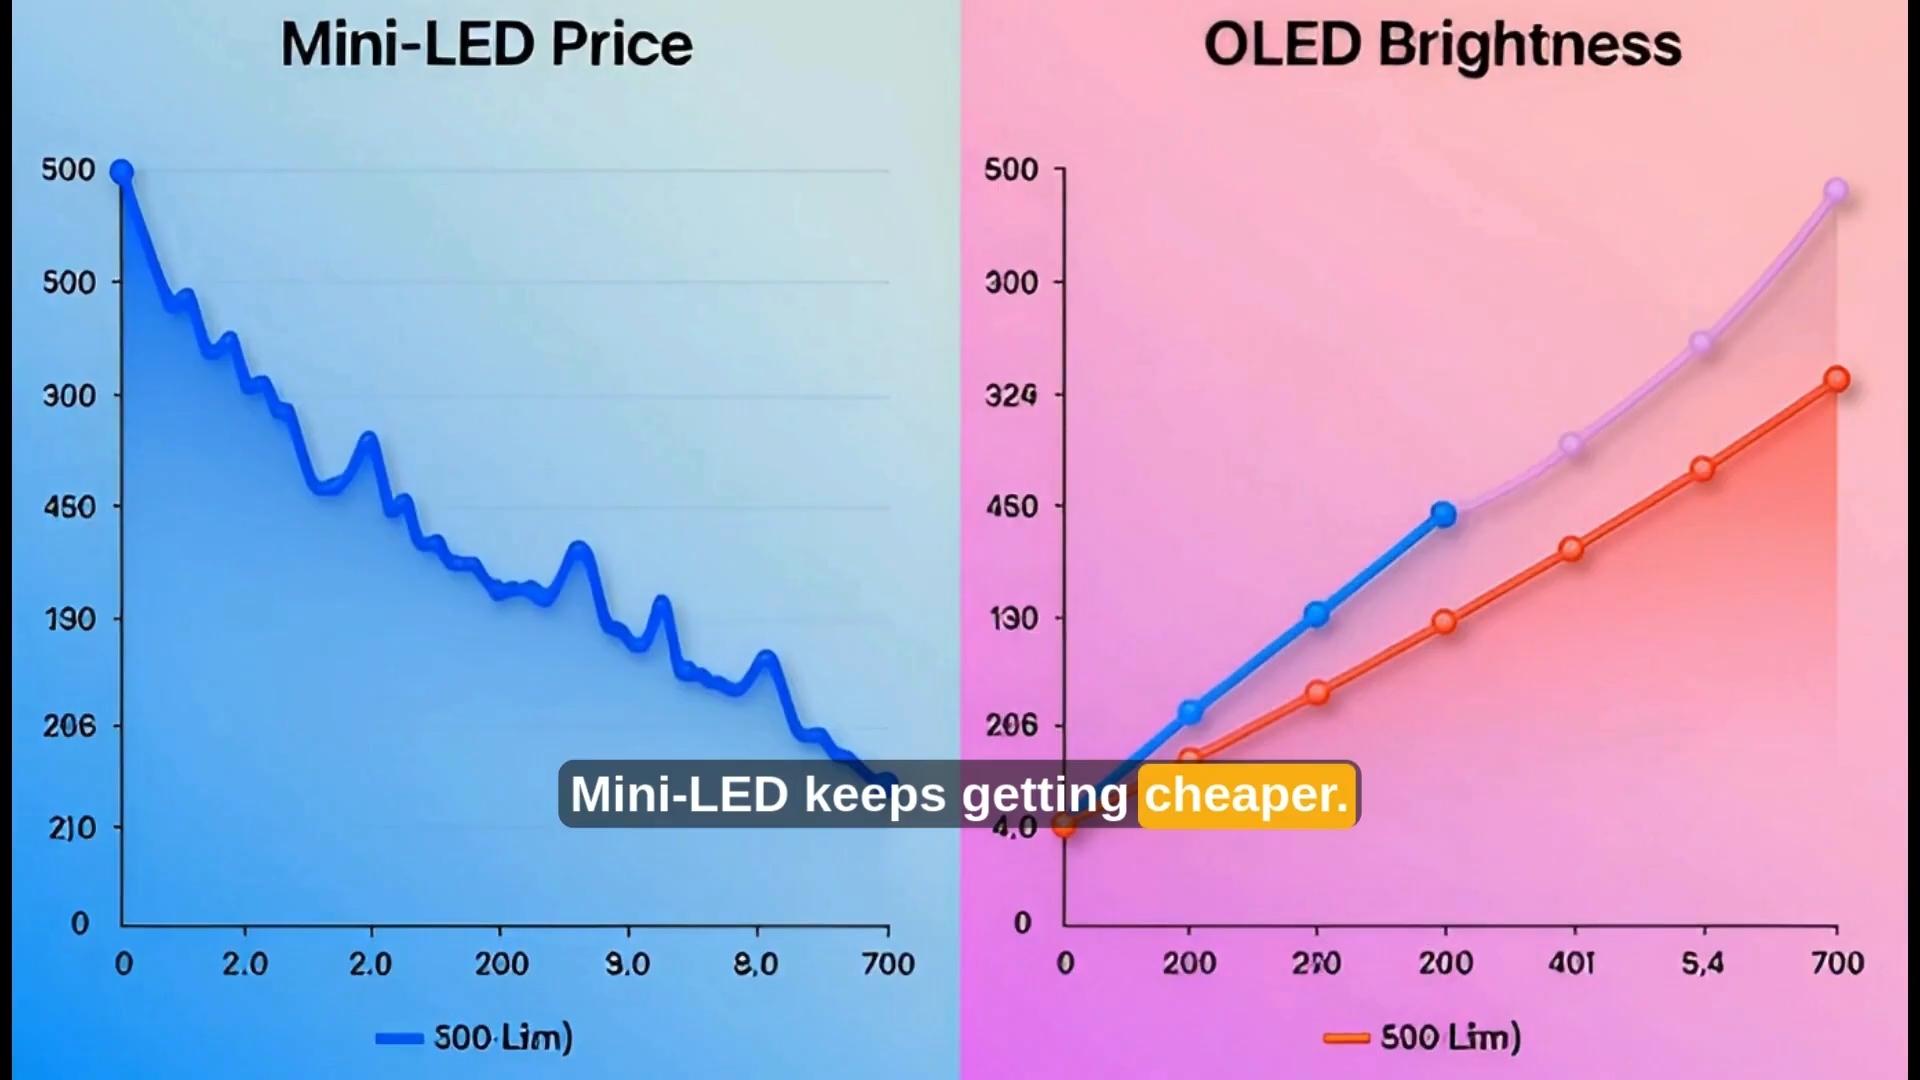 Mini-LED Price
500
500
300
450
190
206
210
0
0 2.0 2.0 200 9.0 8.0 700
500 Lim)
OLED Brightness
500
300
324
450
190
206
4.0
0
0 200 200 401 5,4 700
500 Lim)
Mini-LED keeps getting cheaper.